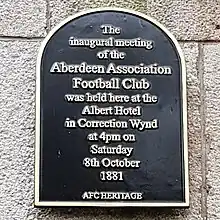 The
inaugural meeting
of the
Aberdeen Association
Football Club
was held here at the
Albert Hotel
in Correction Wynd
at 4pm on
Saturday
8th October
1881
AFC HERITAGE